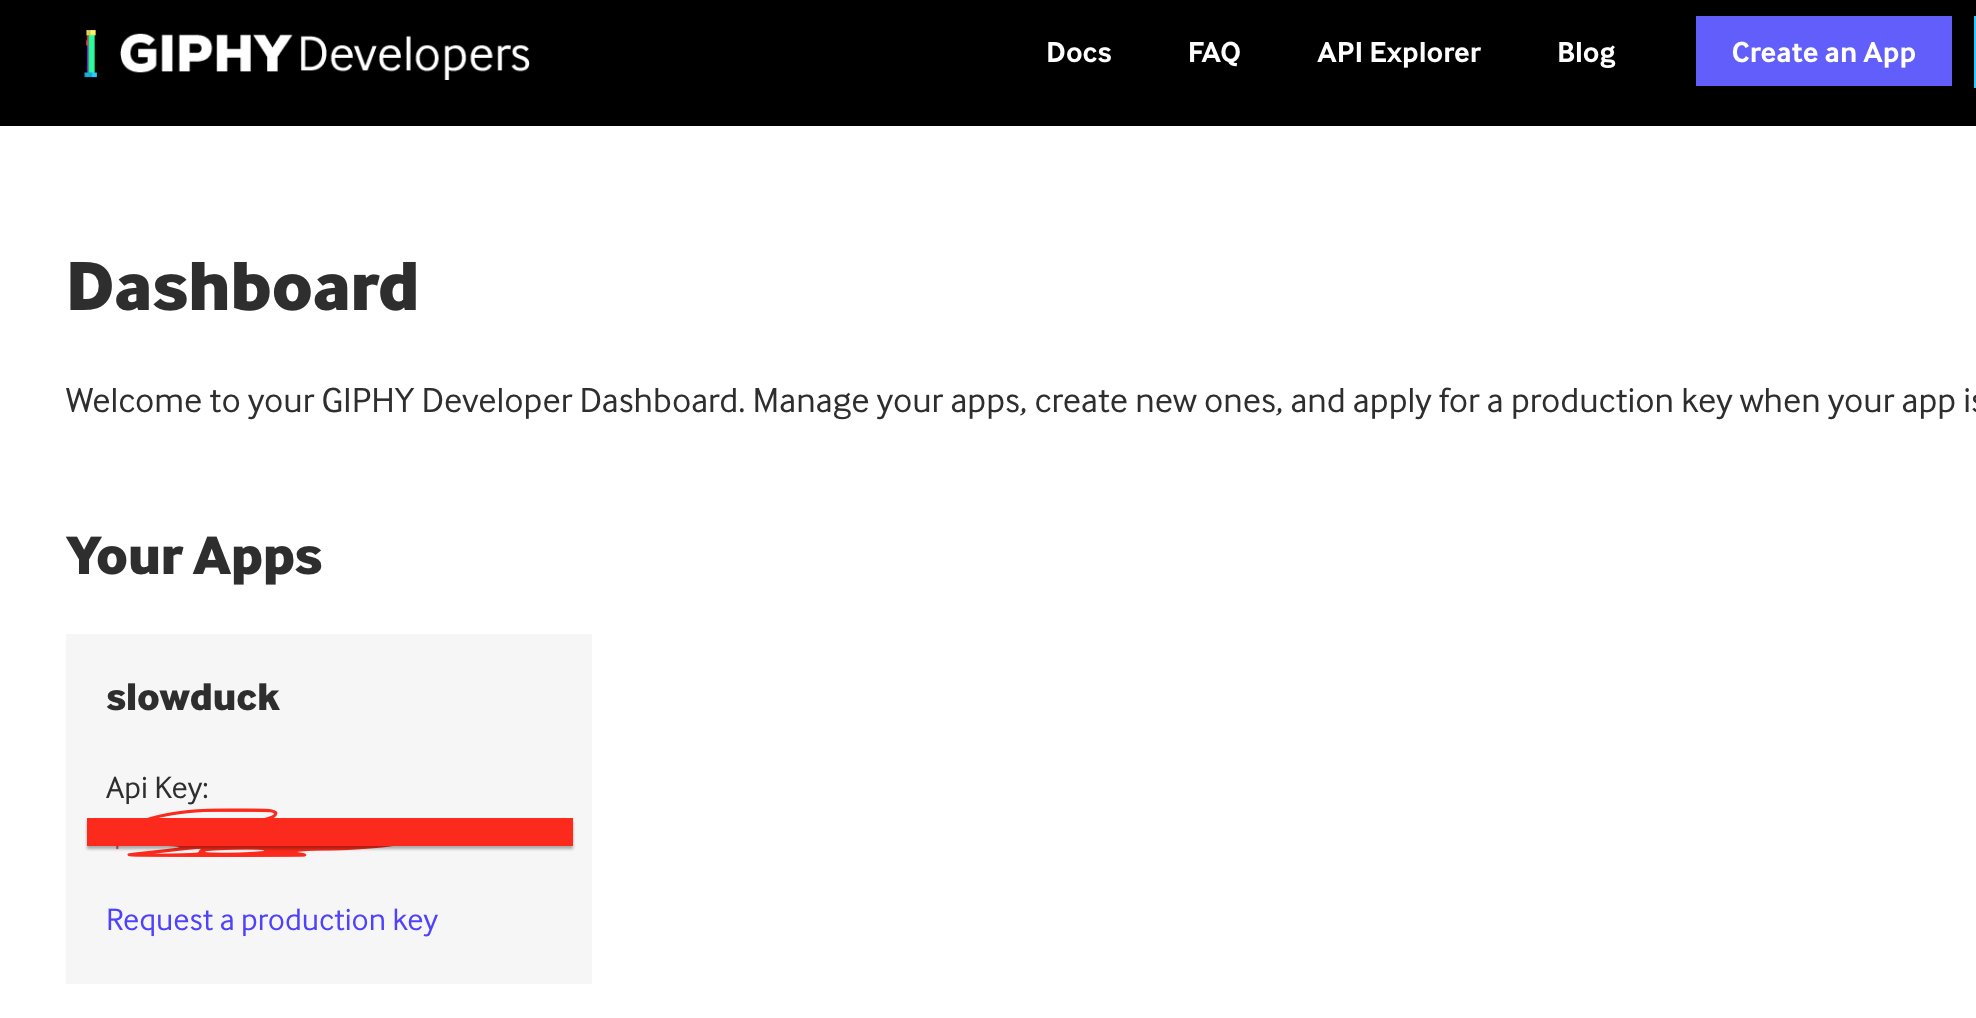 GIPHY Developers
Docs FAQ API Explorer Blog Create an App
Dashboard
Welcome to your GIPHY Developer Dashboard. Manage your apps, create new ones, and apply for a production key when your app
Your Apps
slowduck
Api Key:
Request a production key